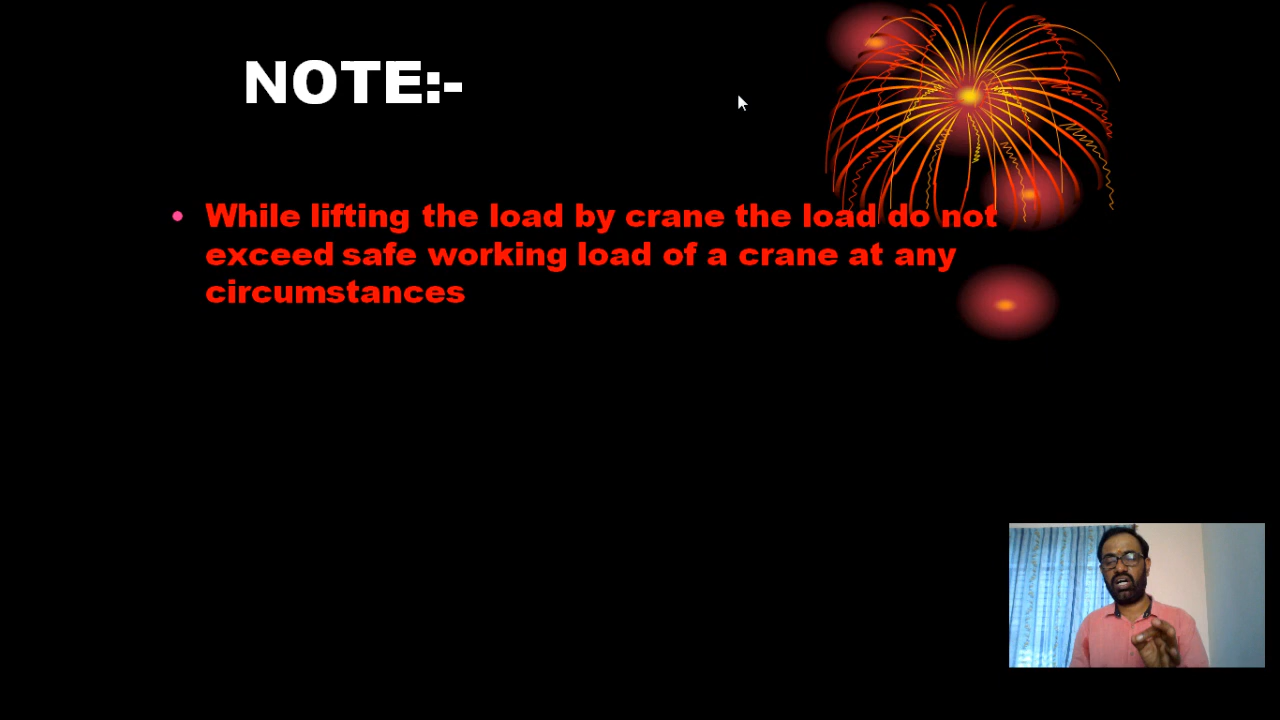 NOTE:-
• While lifting the load by crane the load do not
exceed safe working load of a crane at any
circumstances